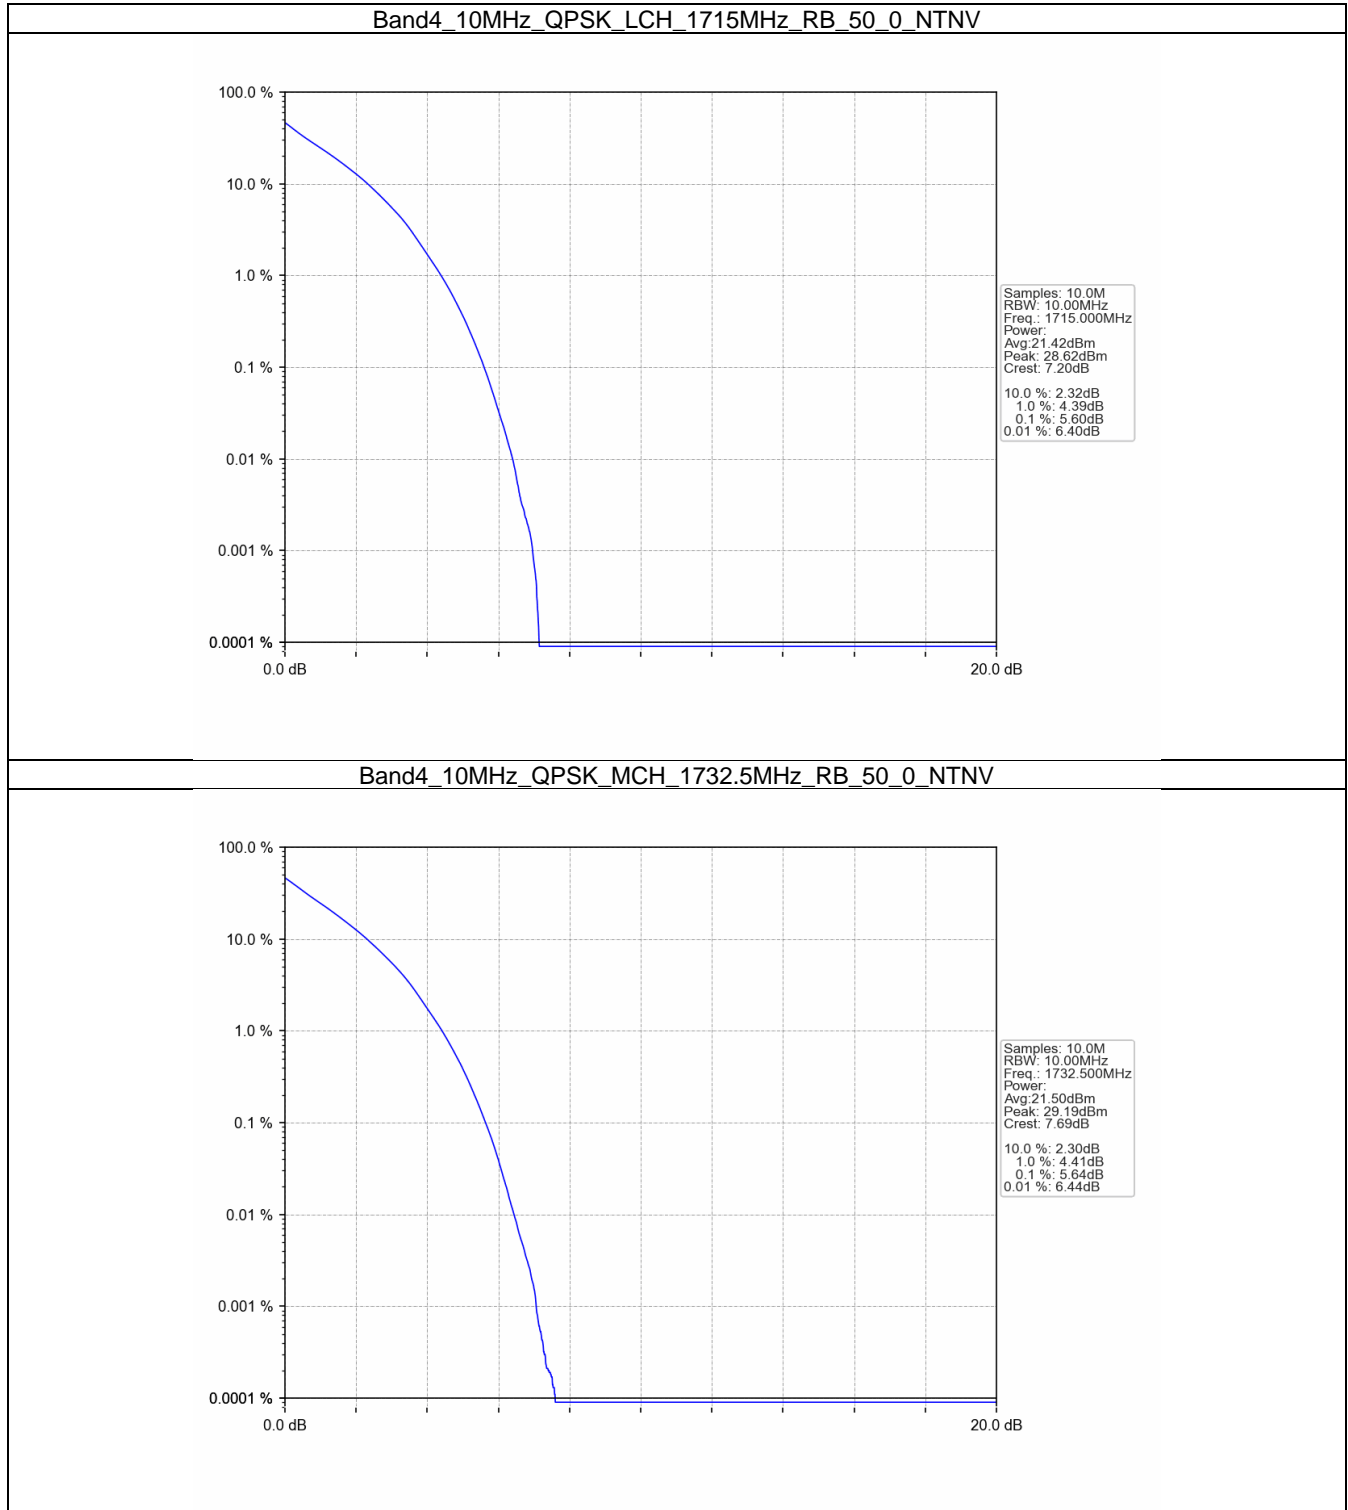 Band4_10MHz_QPSK_LCH_1715MHz_RB_50_0_NTNV
100.0 %
10.0 %
1.0 %
0.1 %
0.01 %
0.001 %
0.0001 %
0.0 dB
20.0 dB
Samples: 10.0M
RBW: 10.00MHz
Freq.: 1715.000MHz
Power:
Avg:21.42dBm
Peak: 28.62dBm
Crest: 7.20dB
10.0 %: 2.32dB
1.0 %: 4.39dB
0.1 %: 5.60dB
0.01 %: 6.40dB
Band4_10MHz_QPSK_MCH_1732.5MHz_RB_50_0_NTNV
100.0 %
10.0 %
1.0 %
0.1 %
0.01 %
0.001 %
0.0001 %
0.0 dB
20.0 dB
Samples: 10.0M
RBW: 10.00MHz
Freq.: 1732.500MHz
Power:
Avg:21.50dBm
Peak: 29.19dBm
Crest: 7.69dB
10.0 %: 2.30dB
1.0 %: 4.41dB
0.1 %: 5.64dB
0.01 %: 6.44dB